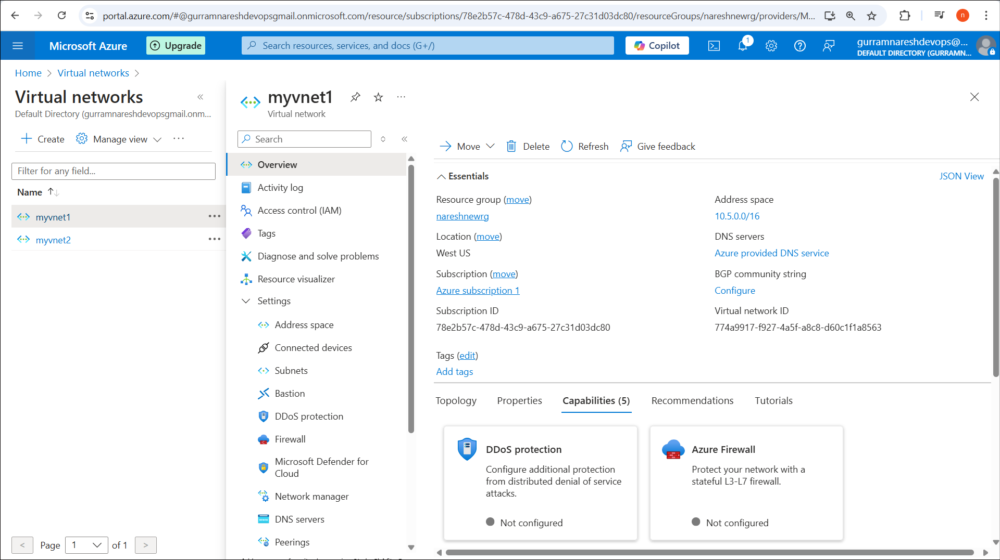 portal.azure.com/#@gurramnareshdevopsgmail.onmicrosoft.com/resource/subscriptions/78e2b57c-478d-43c9-a675-27c31d03dc80/resourceGroups/nareshnewrg/providers/M...
n
Microsoft Azure
Upgrade
Search resources, services, and docs (G+/)
Copilot
1
gurramnareshdevops@...
DEFAULT DIRECTORY (GURRAMN...
Home > Virtual networks >
Virtual networks
Default Directory (gurramnareshdevopsgmail.onm...
Create
Manage view
Filter for any field...
Name
myvnet1
myvnet2
< Page 1 of 1 >
myvnet1
Virtual network
Search
Overview
Activity log
Access control (IAM)
Tags
Diagnose and solve problems
Resource visualizer
Settings
Address space
Connected devices
Subnets
Bastion
DDoS protection
Firewall
Microsoft Defender for
Cloud
Network manager
DNS servers
Peerings
Move
Delete
Refresh
Give feedback
Essentials
JSON View
Resource group (move)
nareshnewrg
Location (move)
West US
Subscription (move)
Azure subscription 1
Subscription ID
78e2b57c-478d-43c9-a675-27c31d03dc80
Address space
10.5.0.0/16
DNS servers
Azure provided DNS service
BGP community string
Configure
Virtual network ID
774a9917-f927-4a5f-a8c8-d60c1f1a8563
Tags (edit)
Add tags
Topology
Properties
Capabilities (5)
Recommendations
Tutorials
DDoS protection
Configure additional protection
from distributed denial of service
attacks.
Not configured
Azure Firewall
Protect your network with a
stateful L3-L7 firewall.
Not configured